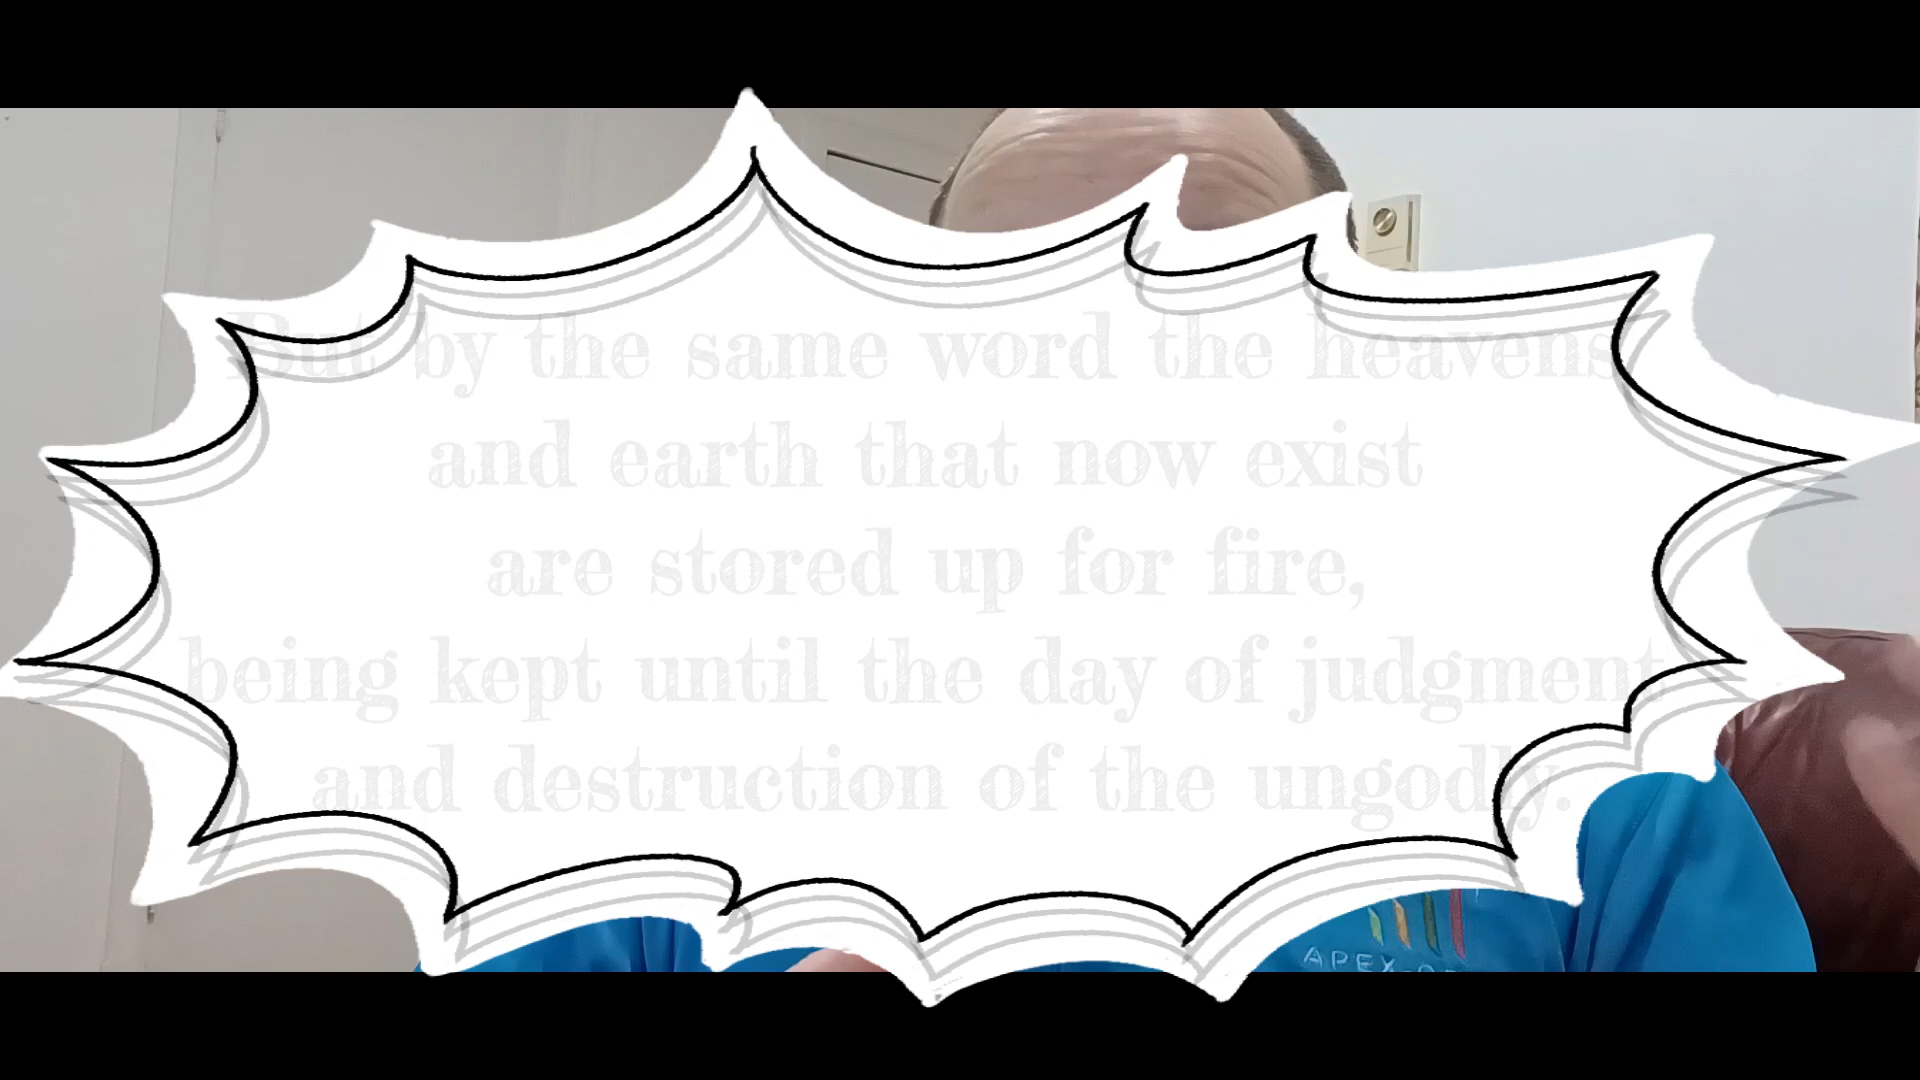 But by the same word the heavens
and earth that now exist
are stored up for fire,
being kept until the day of judgment
and destruction of the ungodly.
APEX